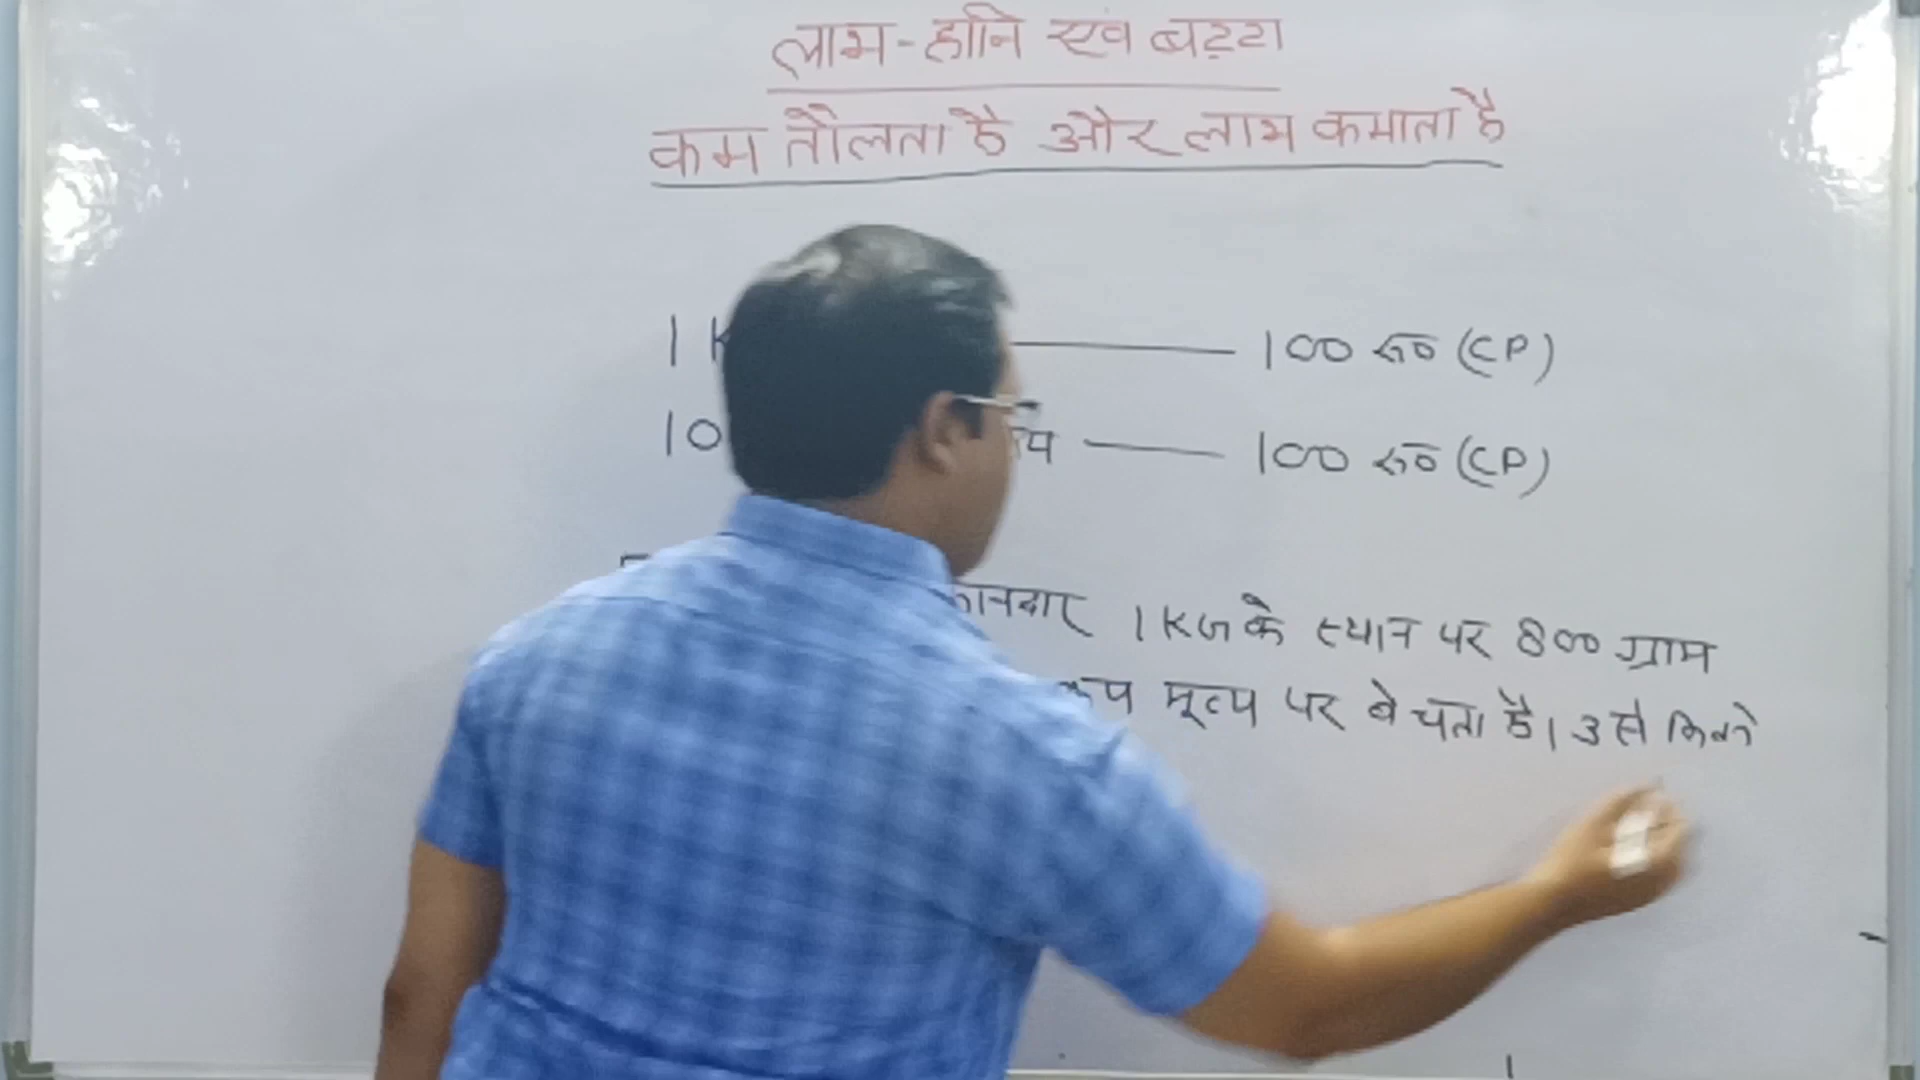 लाभ-हानि एवं बट्टा
कम तौलता है और लाभ कमाता है
1 K ——— 100 रु० (CP)
10 —— 100 रु० (CP)
कानदार 1 KG के स्थान पर 800 ग्राम
मूल्य पर बेचता है। उसे कितने